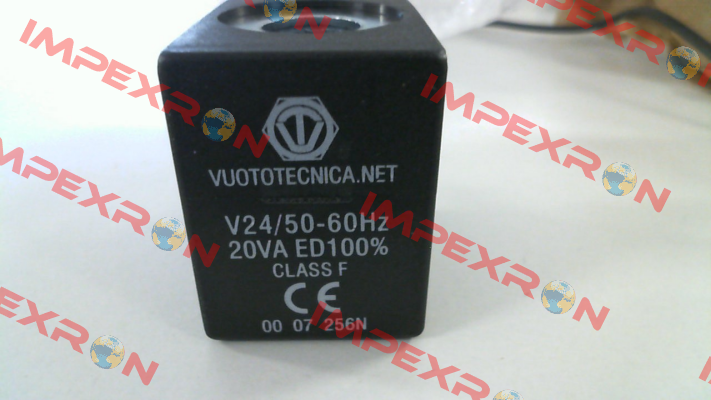 VUOTOTECNICA.NET
V24/50-60Hz
20VA ED100%
CLASS F
CE
00 07 256N
IMPEXRON
IMPEXRON
IMPEXRON
IMPEXRON
IMPEXRON
IMPEXRON
IMPEXRON
IMPEXRON